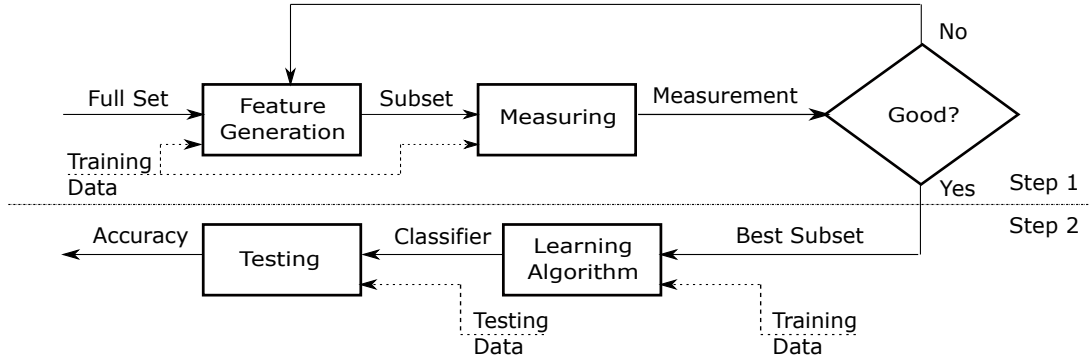 No
Full Set
Feature
Generation
Subset
Measuring
Measurement
Good?
Training
Data
Yes
Step 1
Step 2
Accuracy
Testing
Classifier
Learning
Algorithm
Best Subset
Testing
Data
Training
Data